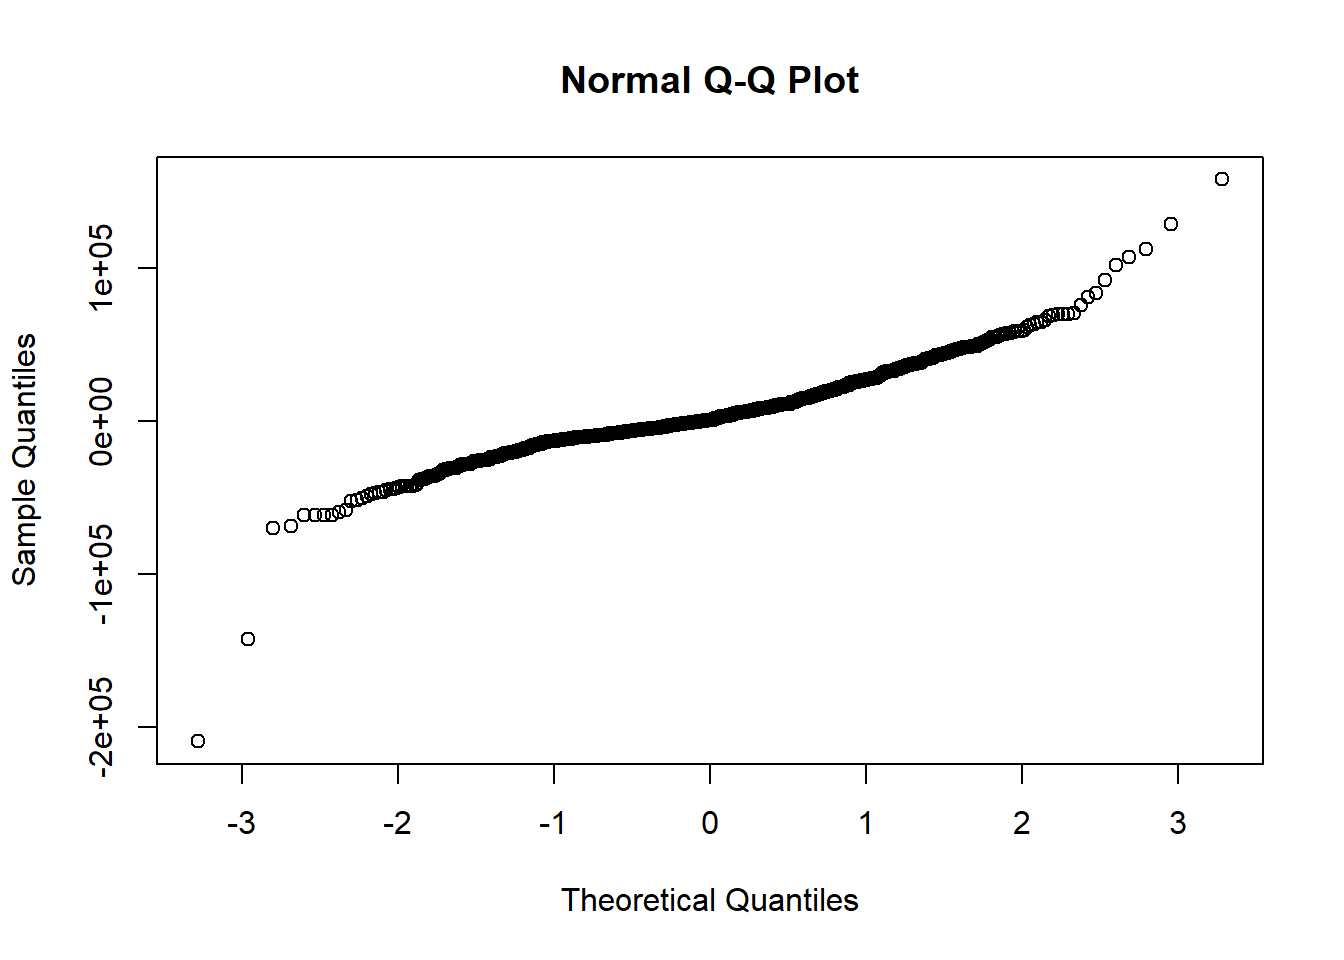 Normal Q-Q Plot
Sample Quantiles
1e+05
0e+00
-1e+05
-2e+05
-3 -2 -1 0 1 2 3
Theoretical Quantiles